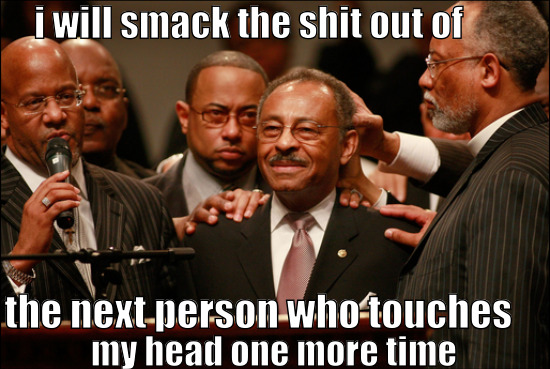 i will smack the shit out of
the next person who touches
my head one more time